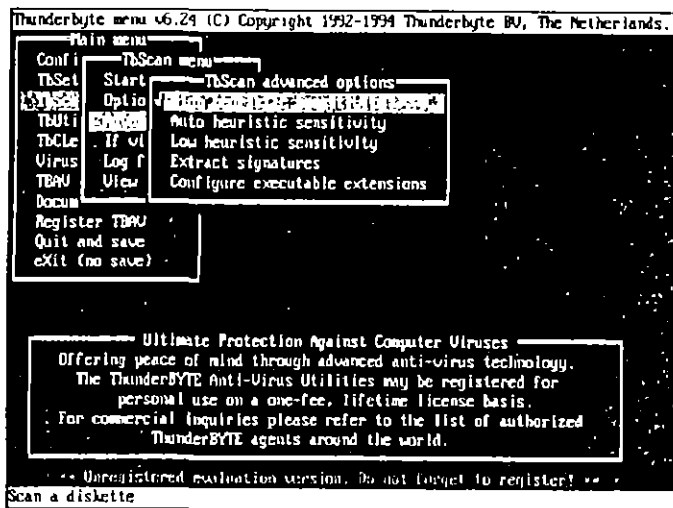 Thunderbyte menu v6.24 (C) Copyright 1992-1994 Thunderbyte BV, The Netherlands.
Main menu
Confi
TbSet
TbUti
TbCLe
Virus
TBAV
Docum
Register TBAV
Quit and save
eXit (no save)
TbScan menu
Start
Optio
If vi
Log f
View
TbScan advanced options
heuristic sensitivity
Auto heuristic sensitivity
Low heuristic sensitivity
Extract signatures
Configure executable extensions
Ultimate Protection Against Computer Viruses
Offering peace of mind through advanced anti-virus technology.
The ThunderBYTE Anti-Virus Utilities may be registered for
personal use on a one-fee, lifetime license basis.
For commercial inquiries please refer to the list of authorized
ThunderBYTE agents around the world.
** Unregistered evaluation version. Do not forget to register! **
Scan a diskette